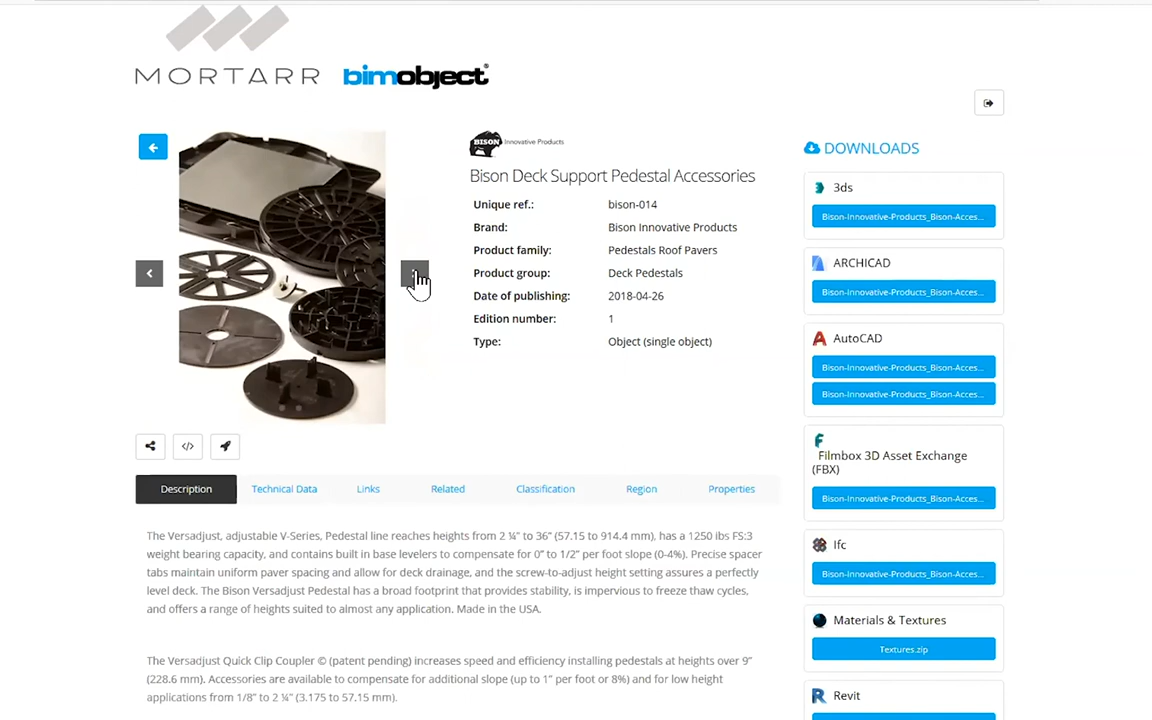 MORTARR bimobject®
BISON Innovative Products
Bison Deck Support Pedestal Accessories
Unique ref.: bison-014
Brand: Bison Innovative Products
Product family: Pedestals Roof Pavers
Product group: Deck Pedestals
Date of publishing: 2018-04-26
Edition number: 1
Type: Object (single object)
Description Technical Data Links Related Classification Region Properties
The Versadjust, adjustable V-Series, Pedestal line reaches heights from 2 ¼" to 36" (57.15 to 914.4 mm), has a 1250 lbs FS:3
weight bearing capacity, and contains built in base levelers to compensate for 0" to 1/2" per foot slope (0-4%). Precise spacer
tabs maintain uniform paver spacing and allow for deck drainage, and the screw-to-adjust height setting assures a perfectly
level deck. The Bison Versadjust Pedestal has a broad footprint that provides stability, is impervious to freeze thaw cycles,
and offers a range of heights suited to almost any application. Made in the USA.
The Versadjust Quick Clip Coupler © (patent pending) increases speed and efficiency installing pedestals at heights over 9"
(228.6 mm). Accessories are available to compensate for additional slope (up to 1" per foot or 8%) and for low height
applications from 1/8" to 2 ¼" (3.175 to 57.15 mm).
DOWNLOADS
3ds
Bison-Innovative-Products_Bison-Acces...
ARCHICAD
Bison-Innovative-Products_Bison-Acces...
AutoCAD
Bison-Innovative-Products_Bison-Acces...
Bison-Innovative-Products_Bison-Acces...
Filmbox 3D Asset Exchange
(FBX)
Bison-Innovative-Products_Bison-Acces...
Ifc
Bison-Innovative-Products_Bison-Acces...
Materials & Textures
Textures.zip
Revit